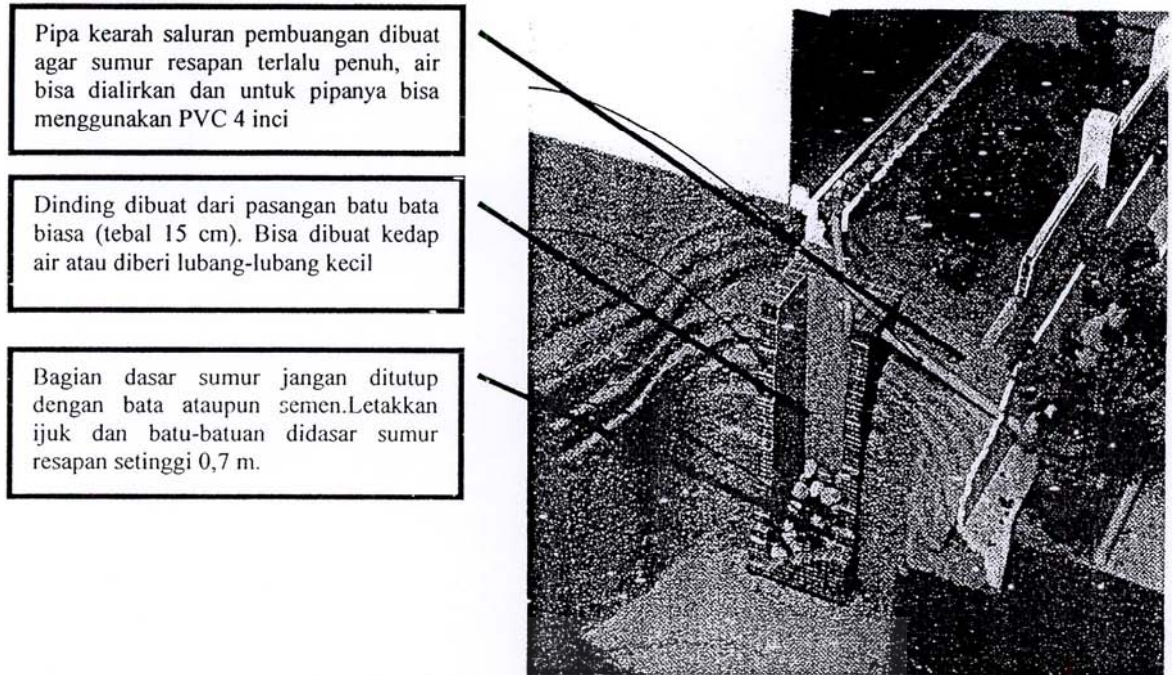 Pipa kearah saluran pembuangan dibuat
agar sumur resapan terlalu penuh, air
bisa dialirkan dan untuk pipanya bisa
menggunakan PVC 4 inci
Dinding dibuat dari pasangan batu bata
biasa (tebal 15 cm). Bisa dibuat kedap
air atau diberi lubang-lubang kecil
Bagian dasar sumur jangan ditutup
dengan bata ataupun semen.Letakkan
ijuk dan batu-batuan didasar sumur
resapan setinggi 0,7 m.